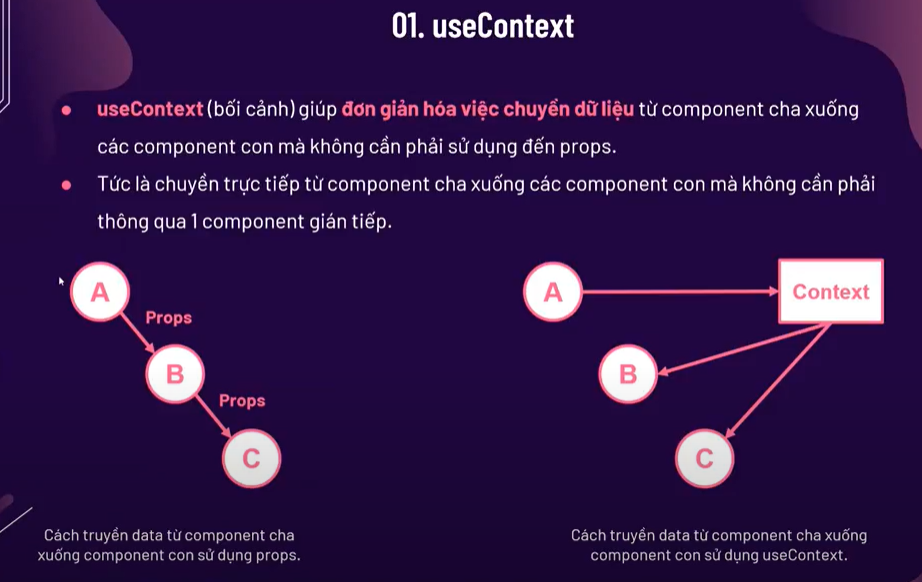 01. useContext
useContext (bối cảnh) giúp đơn giản hóa việc chuyền dữ liệu từ component cha xuống
các component con mà không cần phải sử dụng đến props.
Tức là chuyền trực tiếp từ component cha xuống các component con mà không cần phải
thông qua 1 component gián tiếp.
A
Props
B
Props
C
Cách truyền data từ component cha
xuống component con sử dụng props.
A
Context
B
C
Cách truyền data từ component cha xuống
component con sử dụng useContext.